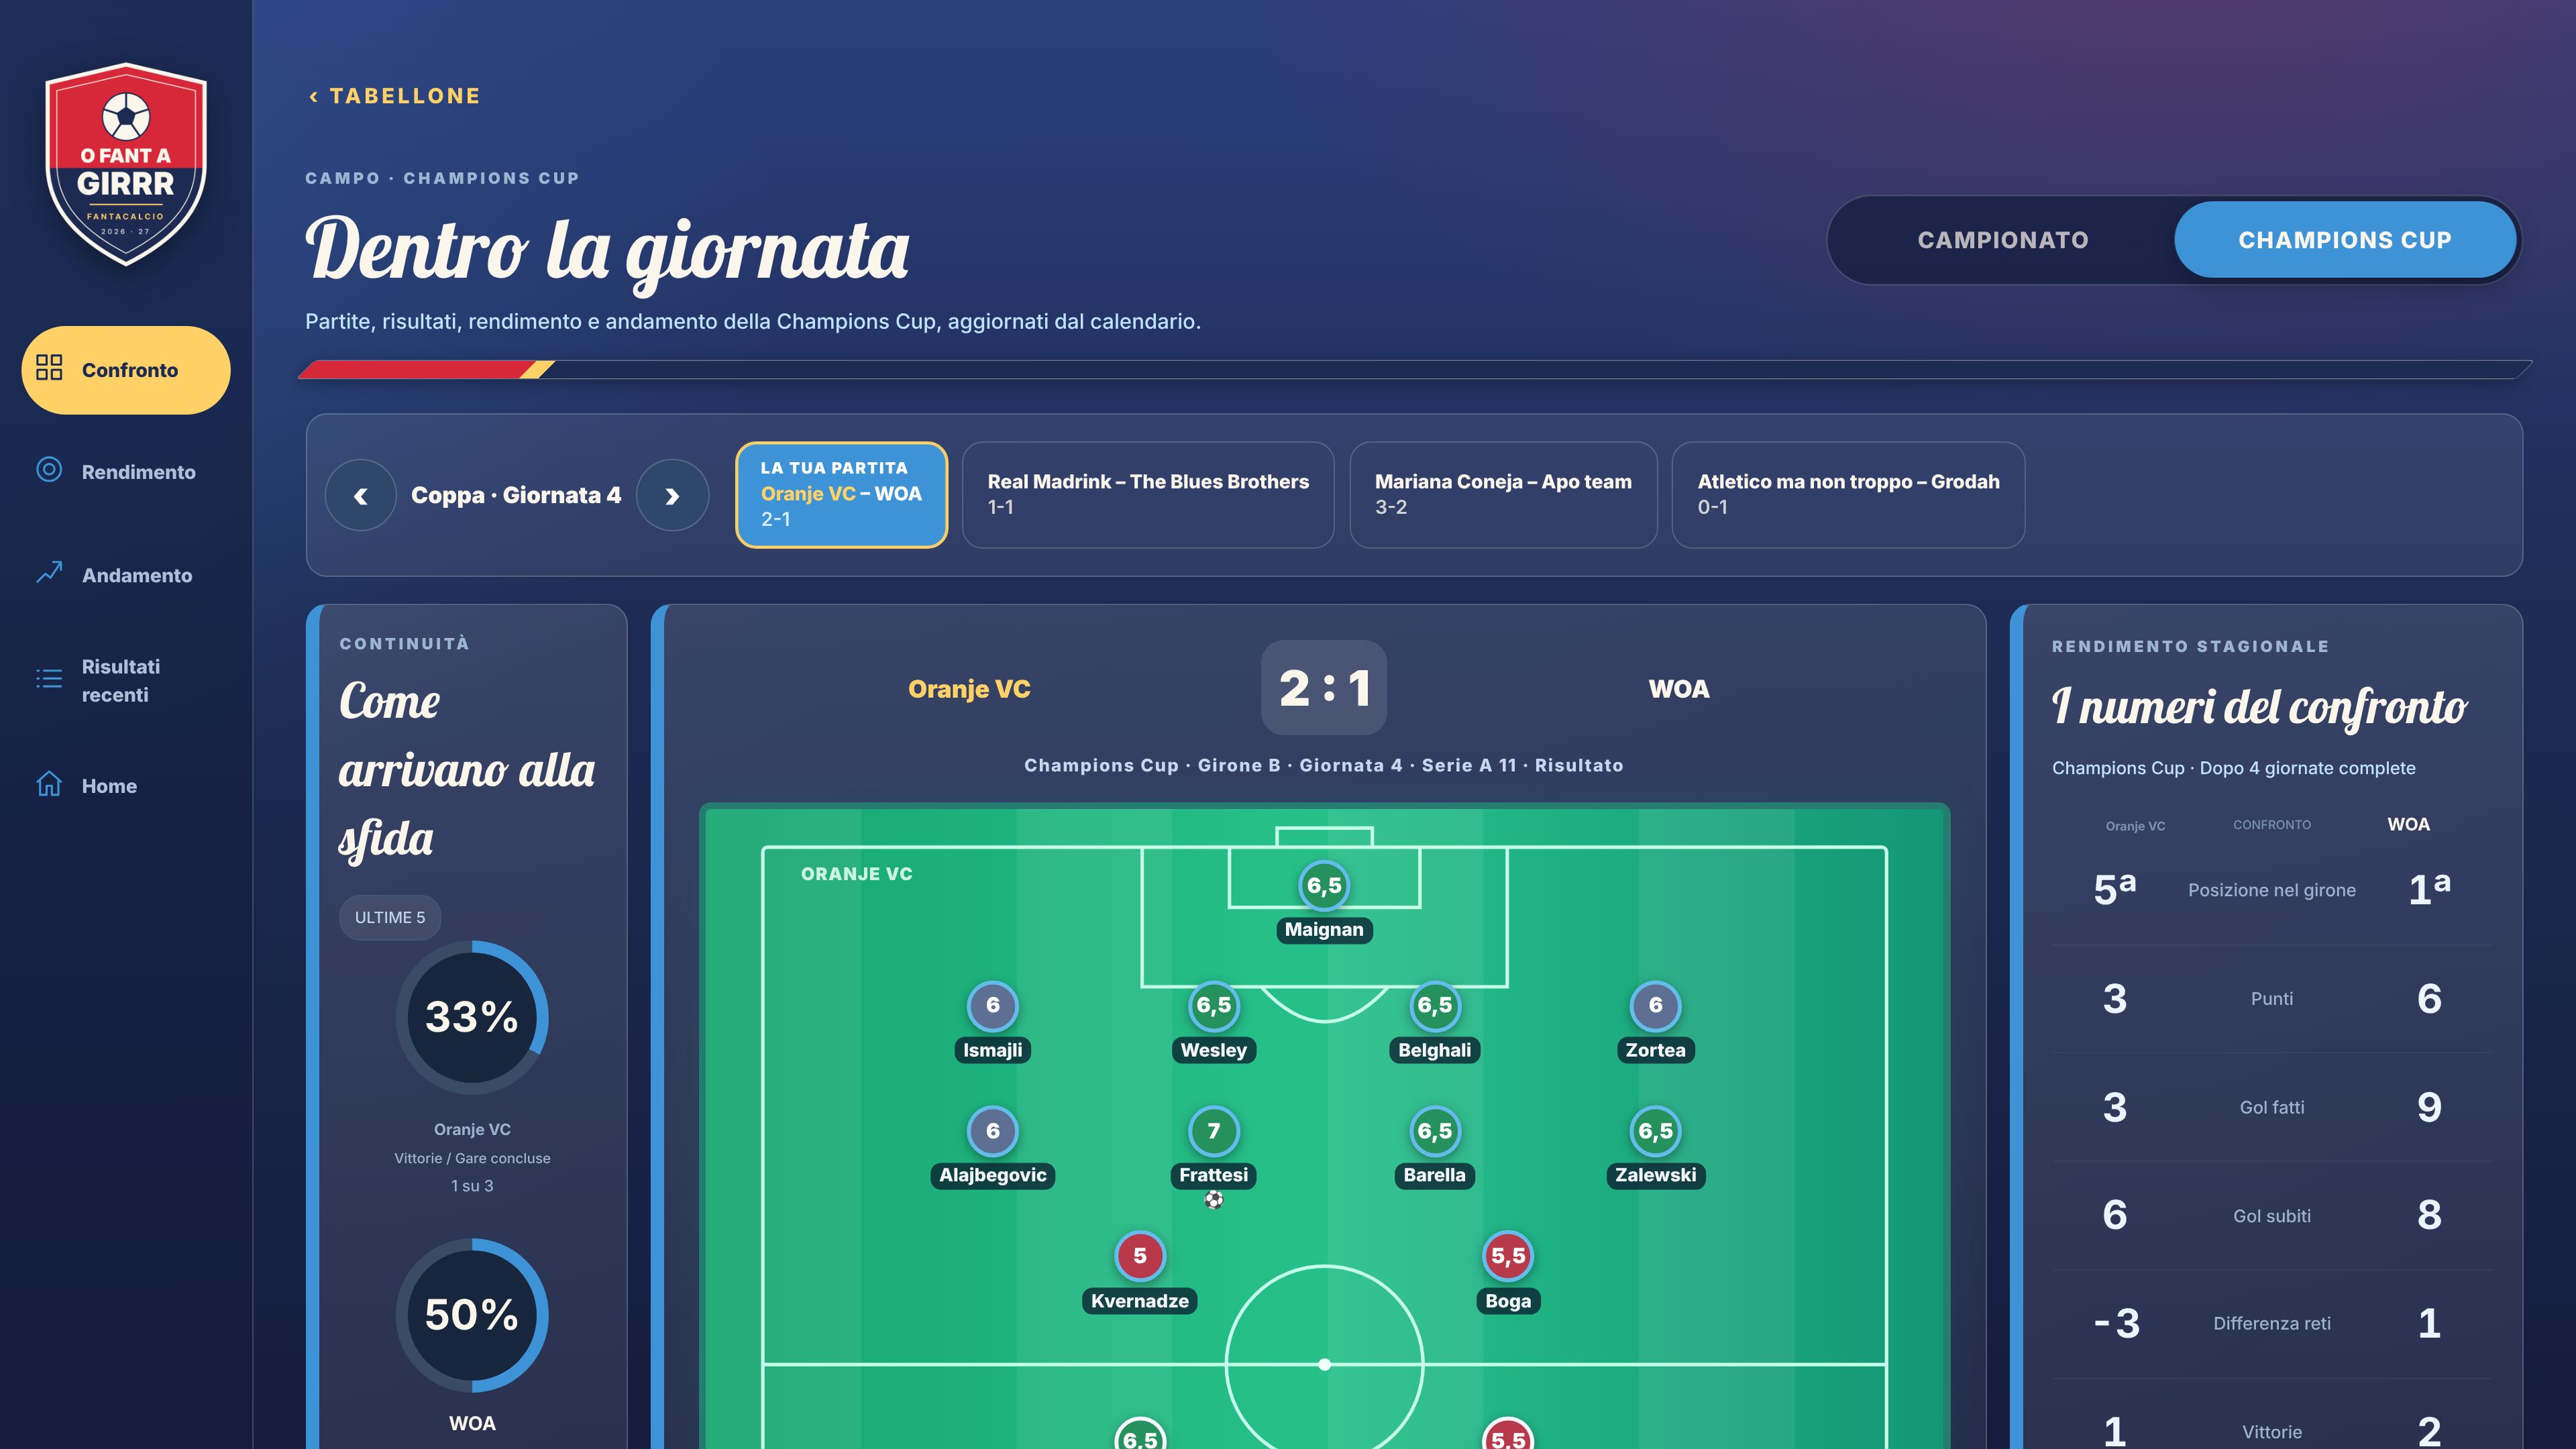 O FANT A
GIRRR
FANTACALCIO
2026 · 27
Confronto
Rendimento
Andamento
Risultati
recenti
Home
‹ TABELLONE
CAMPO · CHAMPIONS CUP
Dentro la giornata
Partite, risultati, rendimento e andamento della Champions Cup, aggiornati dal calendario.
CAMPIONATO
CHAMPIONS CUP
‹ Coppa · Giornata 4 ›
LA TUA PARTITA
Oranje VC – WOA
2-1
Real Madrink – The Blues Brothers
1-1
Mariana Coneja – Apo team
3-2
Atletico ma non troppo – Grodah
0-1
CONTINUITÀ
Come
arrivano alla
sfida
ULTIME 5
33%
Oranje VC
Vittorie / Gare concluse
1 su 3
50%
WOA
Oranje VC 2 : 1 WOA
Champions Cup · Girone B · Giornata 4 · Serie A 11 · Risultato
ORANJE VC
6,5
Maignan
6 6,5 6,5 6
Ismajli Wesley Belghali Zortea
6 7 6,5 6,5
Alajbegovic Frattesi Barella Zalewski
5 5,5
Kvernadze Boga
6,5 5,5
RENDIMENTO STAGIONALE
I numeri del confronto
Champions Cup · Dopo 4 giornate complete
Oranje VC CONFRONTO WOA
5ª Posizione nel girone 1ª
3 Punti 6
3 Gol fatti 9
6 Gol subiti 8
-3 Differenza reti 1
1 Vittorie 2